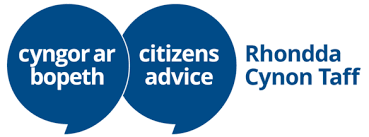 cyngor ar
bopeth
citizens
advice
Rhondda
Cynon Taff